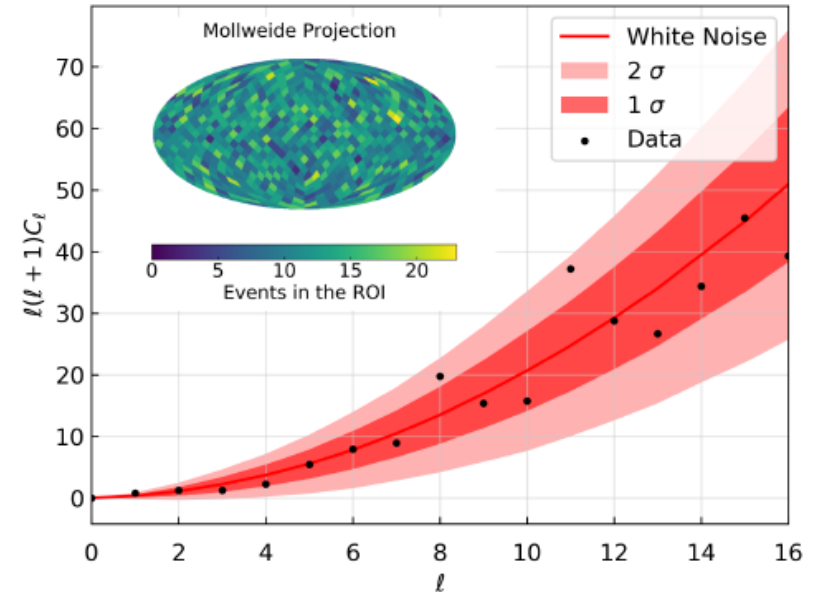 Mollweide Projection
0 5 10 15 20
Events in the ROI
White Noise
2 σ
1 σ
Data
70
60
50
40
30
20
10
0
ℓ(ℓ + 1)Cℓ
0 2 4 6 8 10 12 14 16
ℓ